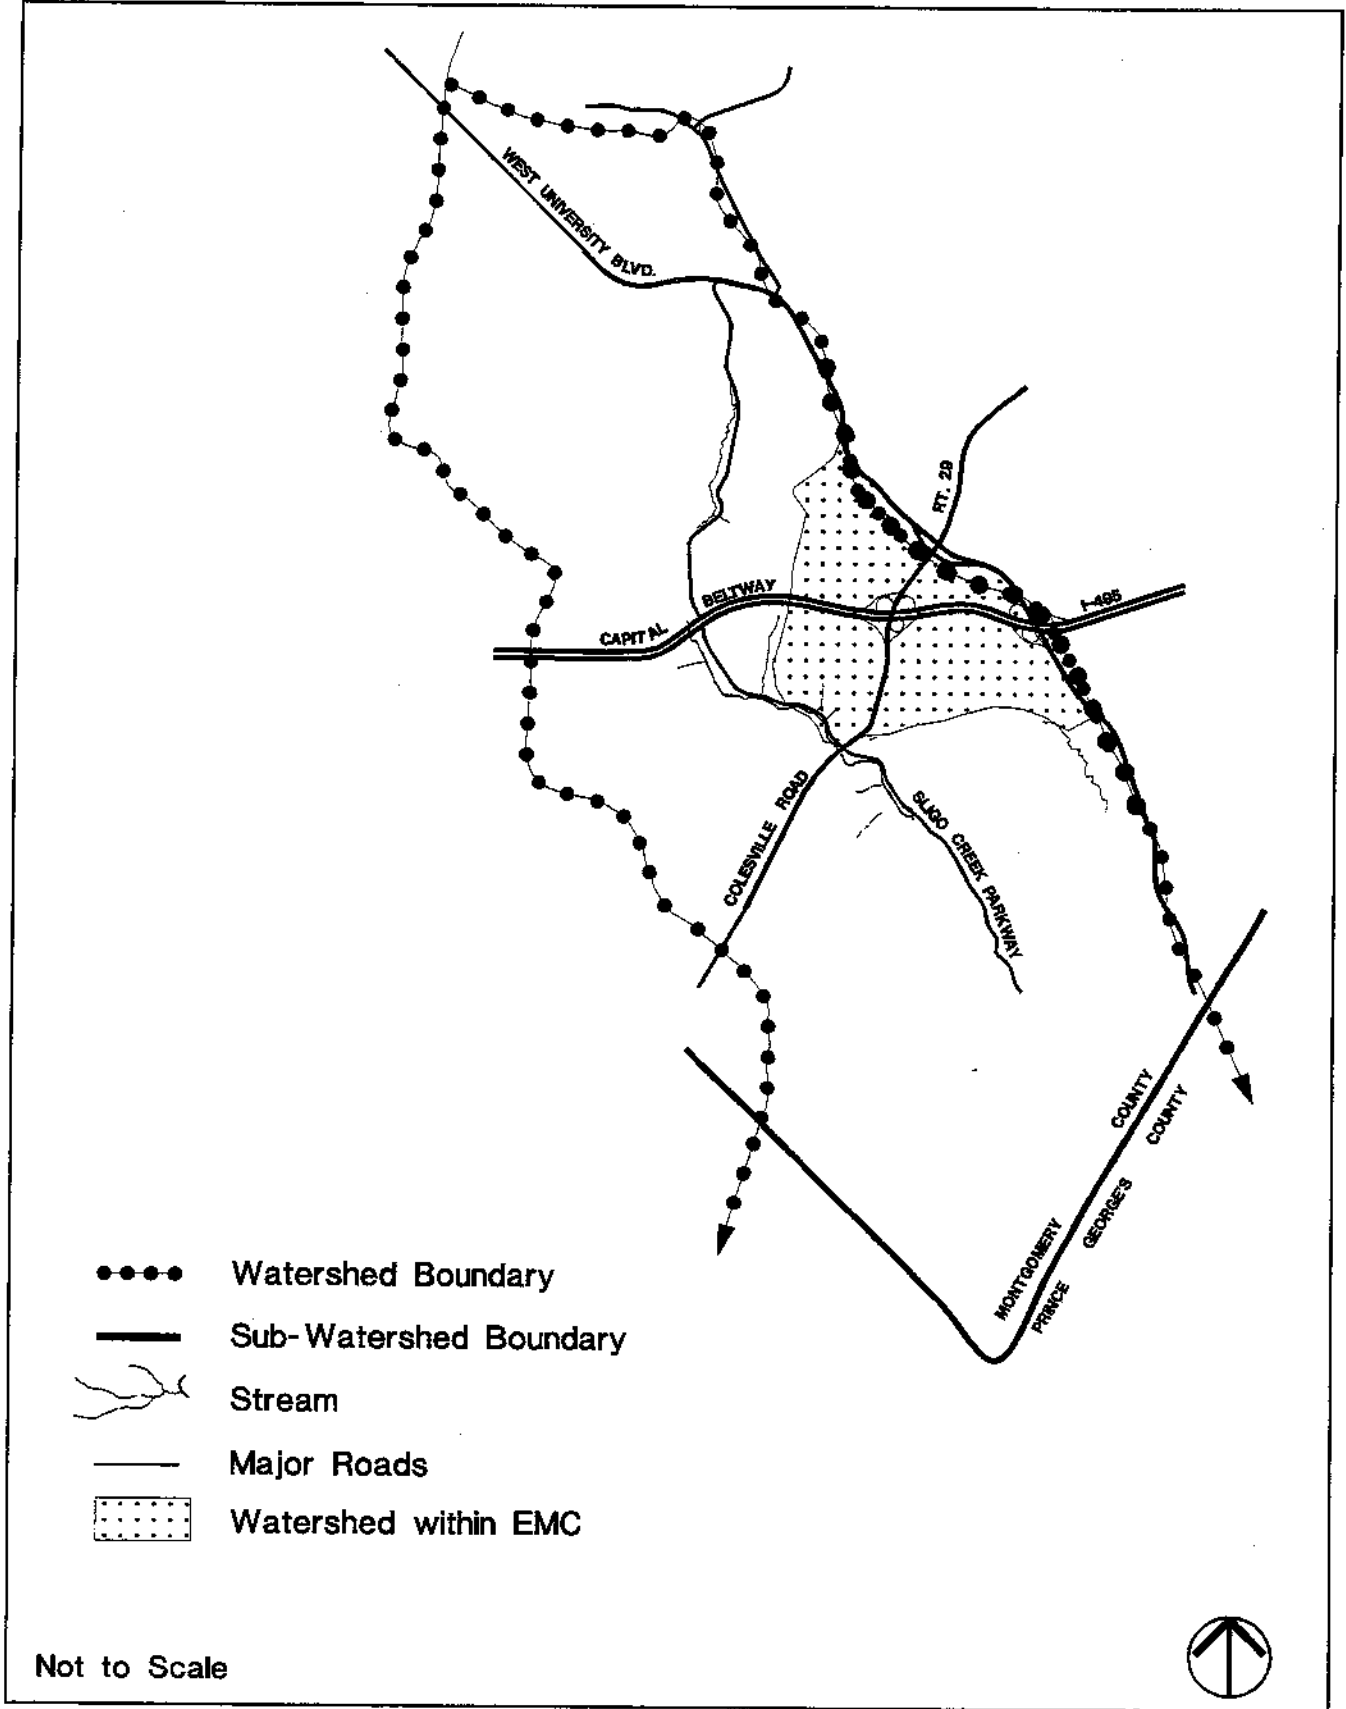 WEST UNIVERSITY BLVD.
RT. 29
CAPITAL BELTWAY
I-495
COLESVILLE ROAD
SLIGO CREEK PARKWAY
MONTGOMERY COUNTY
PRINCE GEORGE'S COUNTY
Watershed Boundary
Sub-Watershed Boundary
Stream
Major Roads
Watershed within EMC
Not to Scale